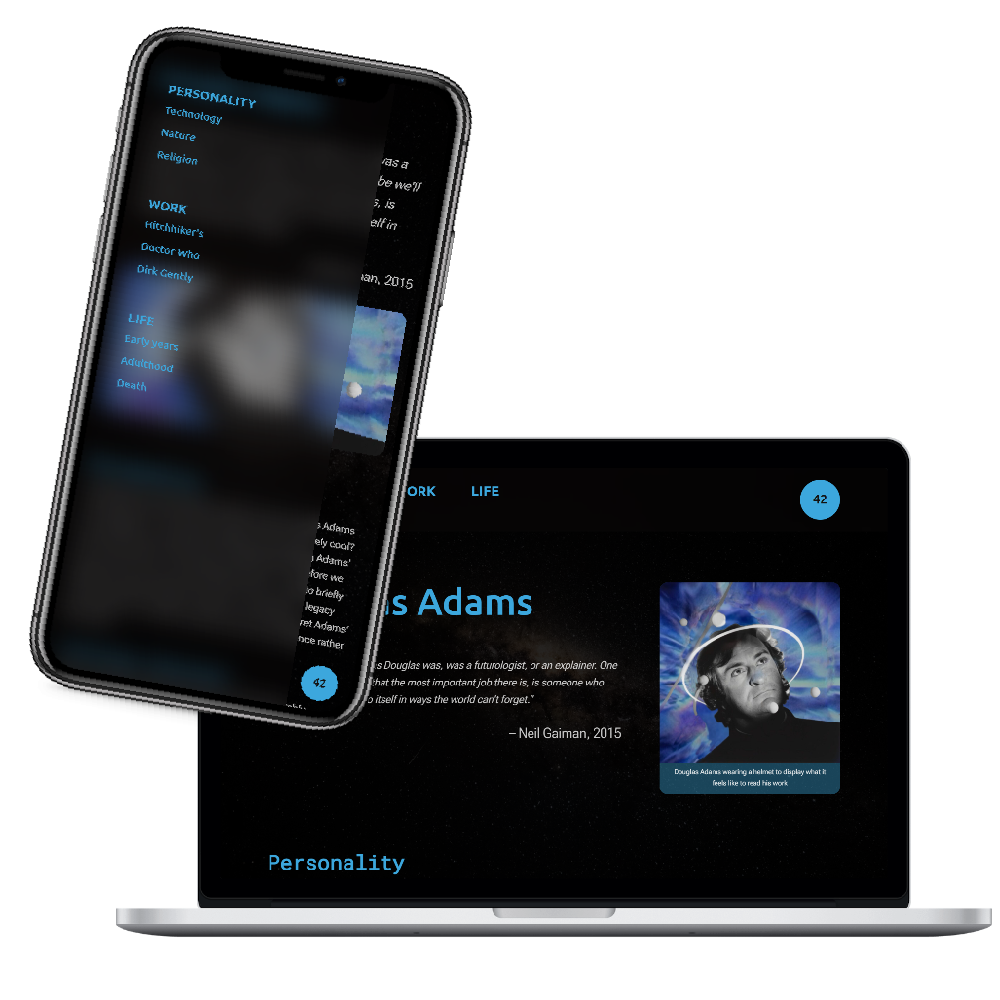 PERSONALITY
Technology
Nature
Religion
WORK
Hitchhiker's
Doctor Who
Dirk Gently
LIFE
Early years
Adulthood
Death
was a
be we'll
s, is
elf in
man, 2015
s Adams
ely cool?
g Adams'
fore we
to briefly
legacy
ret Adams'
nce rather
42
ORK
LIFE
42
as Adams
s Douglas was, was a futurologist, or an explainer. One
that the most important job there is, is someone who
o itself in ways the world can't forget."
– Neil Gaiman, 2015
Douglas Adams wearing a helmet to display what it
feels like to read his work
Personality